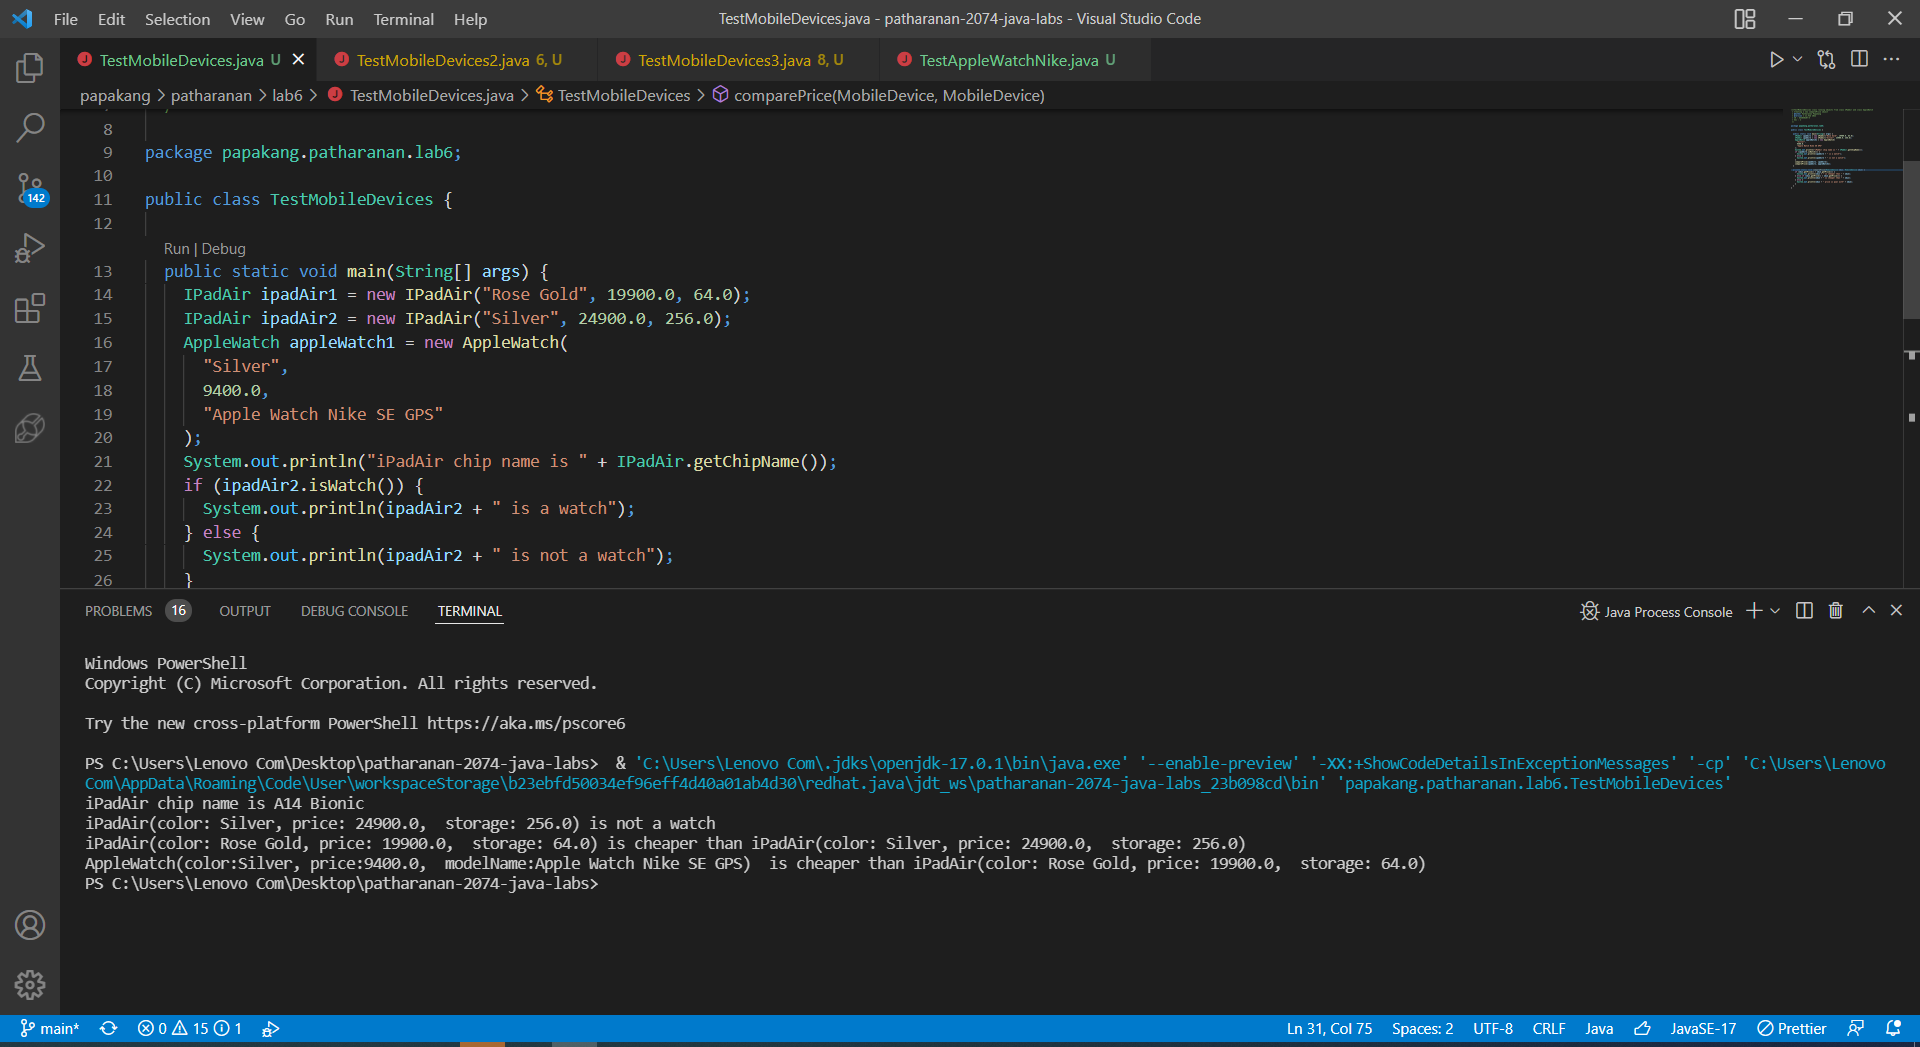 File Edit Selection View Go Run Terminal Help TestMobileDevices.java - patharanan-2074-java-labs - Visual Studio Code
TestMobileDevices.java U TestMobileDevices2.java 6, U TestMobileDevices3.java 8, U TestAppleWatchNike.java U
papakang > patharanan > lab6 > TestMobileDevices.java > TestMobileDevices > comparePrice(MobileDevice, MobileDevice)
8
9 package papakang.patharanan.lab6;
10
11 public class TestMobileDevices {
12
Run | Debug
13 public static void main(String[] args) {
14 IPadAir ipadAir1 = new IPadAir("Rose Gold", 19900.0, 64.0);
15 IPadAir ipadAir2 = new IPadAir("Silver", 24900.0, 256.0);
16 AppleWatch appleWatch1 = new AppleWatch(
17 "Silver",
18 9400.0,
19 "Apple Watch Nike SE GPS"
20 );
21 System.out.println("iPadAir chip name is " + IPadAir.getChipName());
22 if (ipadAir2.isWatch()) {
23 System.out.println(ipadAir2 + " is a watch");
24 } else {
25 System.out.println(ipadAir2 + " is not a watch");
26 }
142
PROBLEMS 16 OUTPUT DEBUG CONSOLE TERMINAL Java Process Console
Windows PowerShell
Copyright (C) Microsoft Corporation. All rights reserved.
Try the new cross-platform PowerShell https://aka.ms/pscore6
PS C:\Users\Lenovo Com\Desktop\patharanan-2074-java-labs> & 'C:\Users\Lenovo Com\.jdks\openjdk-17.0.1\bin\java.exe' '--enable-preview' '-XX:+ShowCodeDetailsInExceptionMessages' '-cp' 'C:\Users\Lenovo
Com\AppData\Roaming\Code\User\workspaceStorage\b23ebfd50034ef96eff4d40a01ab4d30\redhat.java\jdt_ws\patharanan-2074-java-labs_23b098cd\bin' 'papakang.patharanan.lab6.TestMobileDevices'
iPadAir chip name is A14 Bionic
iPadAir(color: Silver, price: 24900.0,  storage: 256.0) is not a watch
iPadAir(color: Rose Gold, price: 19900.0,  storage: 64.0) is cheaper than iPadAir(color: Silver, price: 24900.0,  storage: 256.0)
AppleWatch(color:Silver, price:9400.0,  modelName:Apple Watch Nike SE GPS)  is cheaper than iPadAir(color: Rose Gold, price: 19900.0,  storage: 64.0)
PS C:\Users\Lenovo Com\Desktop\patharanan-2074-java-labs>
main* 0 15 1 Ln 31, Col 75 Spaces: 2 UTF-8 CRLF Java JavaSE-17 Prettier